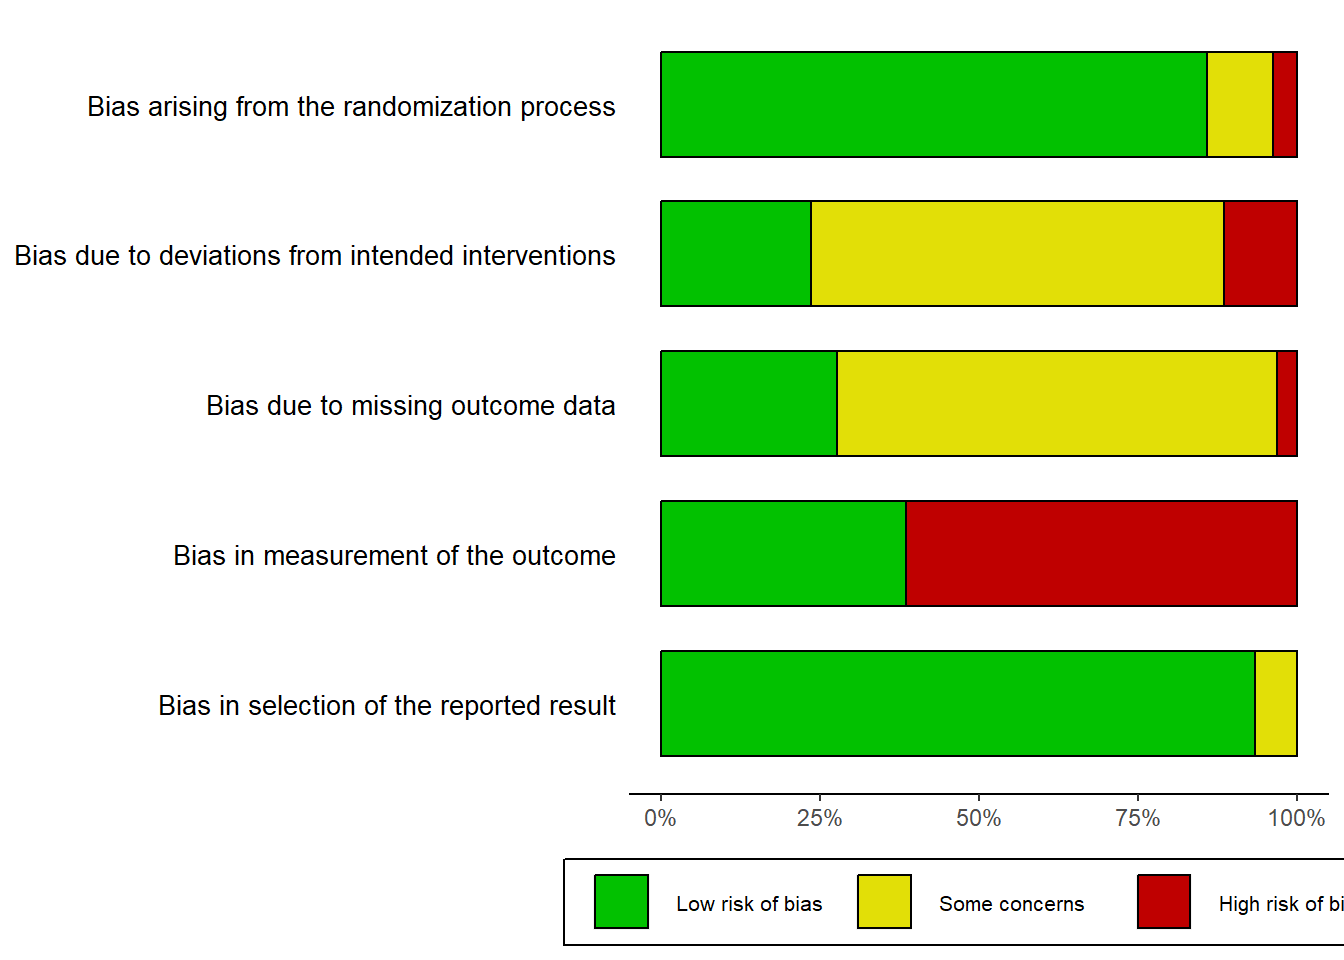 Bias arising from the randomization process
Bias due to deviations from intended interventions
Bias due to missing outcome data
Bias in measurement of the outcome
Bias in selection of the reported result
0% 25% 50% 75% 100%
Low risk of bias Some concerns High risk of bi